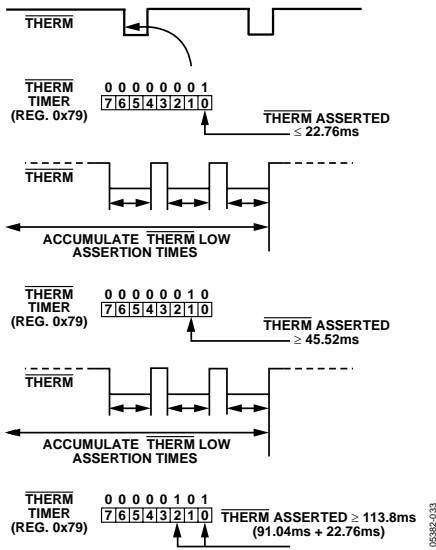 THERM
THERM
TIMER
(REG. 0x79)
0 0 0 0 0 0 0 1
7 6 5 4 3 2 1 0
THERM ASSERTED
≤ 22.76ms
THERM
ACCUMULATE THERM LOW
ASSERTION TIMES
THERM
TIMER
(REG. 0x79)
0 0 0 0 0 0 1 0
7 6 5 4 3 2 1 0
THERM ASSERTED
≥ 45.52ms
THERM
ACCUMULATE THERM LOW
ASSERTION TIMES
THERM
TIMER
(REG. 0x79)
0 0 0 0 0 1 0 1
7 6 5 4 3 2 1 0
THERM ASSERTED ≥ 113.8ms
(91.04ms + 22.76ms)
05382-033